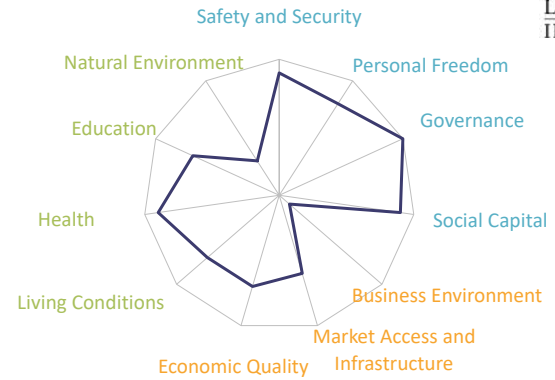 Safety and Security
Natural Environment
Personal Freedom
Education
Governance
Health
Social Capital
Business Environment
Living Conditions
Market Access and
Infrastructure
Economic Quality